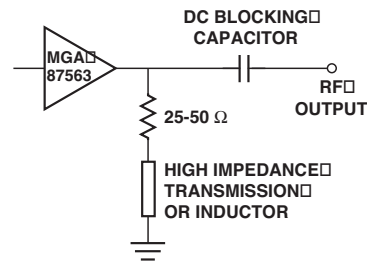 DC BLOCKING□
CAPACITOR
MGA□
87563
RF□
OUTPUT
25-50 Ω
HIGH IMPEDANCE□
TRANSMISSION□
OR INDUCTOR